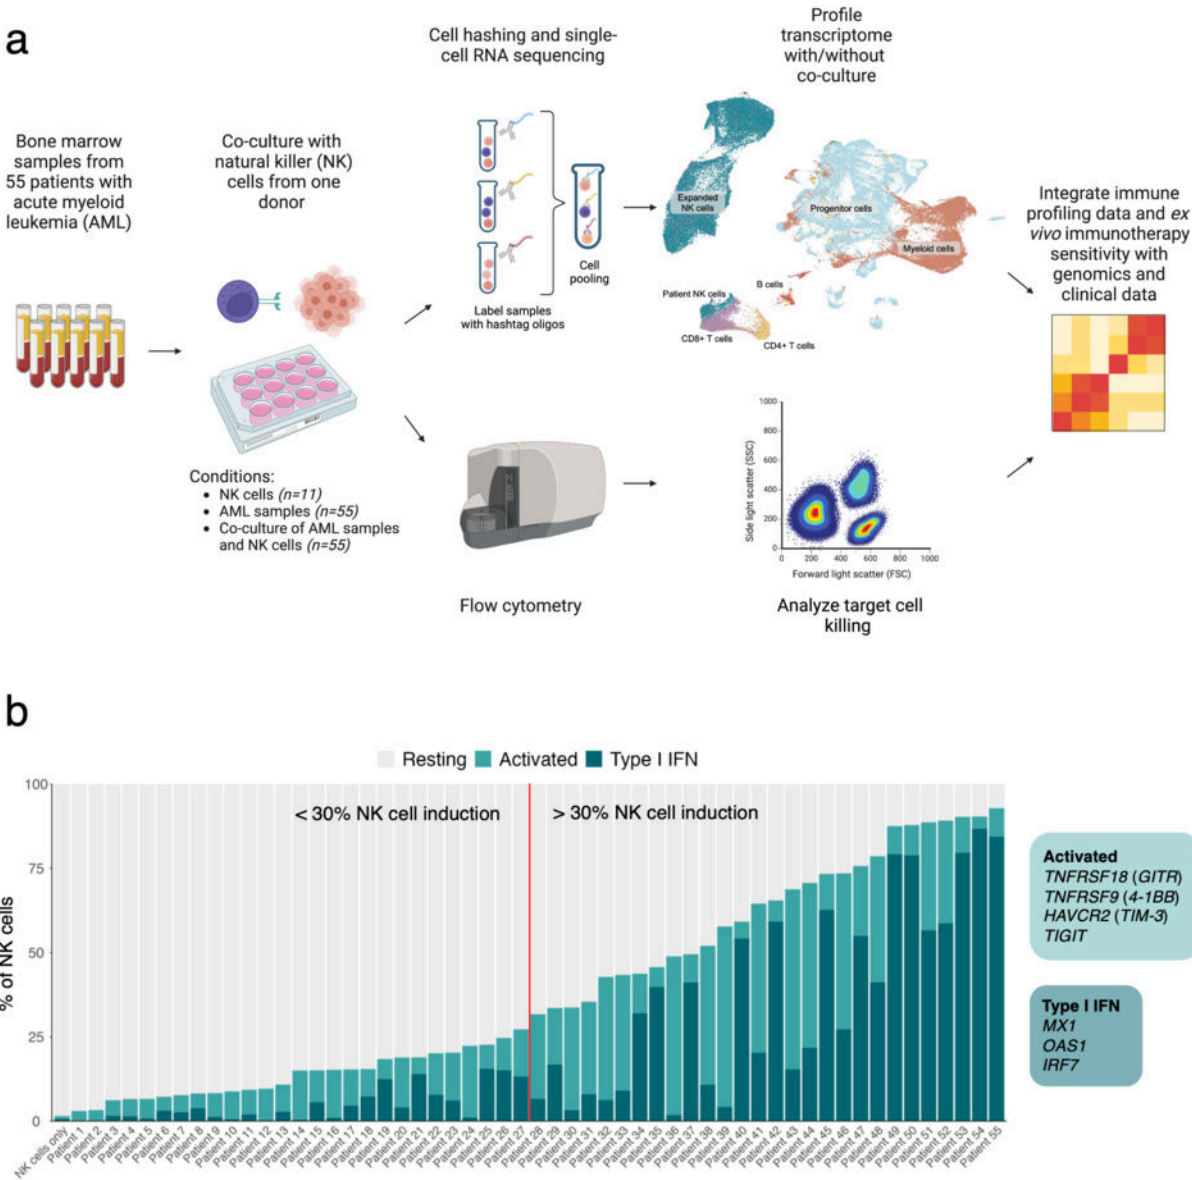 a
Bone marrow
samples from
55 patients with
acute myeloid
leukemia (AML)
Co-culture with
natural killer (NK)
cells from one
donor
Conditions:
• NK cells (n=11)
• AML samples (n=55)
• Co-culture of AML samples
and NK cells (n=55)
Cell hashing and single-
cell RNA sequencing
Label samples
with hashtag oligos
Cell
pooling
Flow cytometry
Profile
transcriptome
with/without
co-culture
Expanded
NK cells
Progenitor cells
Myeloid cells
B cells
Patient NK cells
CD8+ T cells
CD4+ T cells
Side light scatter (SSC)
1000
800
600
400
200
0
0 200 400 600 800 1000
Forward light scatter (FSC)
Analyze target cell
killing
Integrate immune
profiling data and ex
vivo immunotherapy
sensitivity with
genomics and
clinical data
b
Resting Activated Type I IFN
< 30% NK cell induction
> 30% NK cell induction
% of NK cells
100
75
50
25
0
NK cells only
Patient 1
Patient 2
Patient 3
Patient 4
Patient 5
Patient 6
Patient 7
Patient 8
Patient 9
Patient 10
Patient 11
Patient 12
Patient 13
Patient 14
Patient 15
Patient 16
Patient 17
Patient 18
Patient 19
Patient 20
Patient 21
Patient 22
Patient 23
Patient 24
Patient 25
Patient 26
Patient 27
Patient 28
Patient 29
Patient 30
Patient 31
Patient 32
Patient 33
Patient 34
Patient 35
Patient 36
Patient 37
Patient 38
Patient 39
Patient 40
Patient 41
Patient 42
Patient 43
Patient 44
Patient 45
Patient 46
Patient 47
Patient 48
Patient 49
Patient 50
Patient 51
Patient 52
Patient 53
Patient 54
Patient 55
Activated
TNFRSF18 (GITR)
TNFRSF9 (4-1BB)
HAVCR2 (TIM-3)
TIGIT
Type I IFN
MX1
OAS1
IRF7